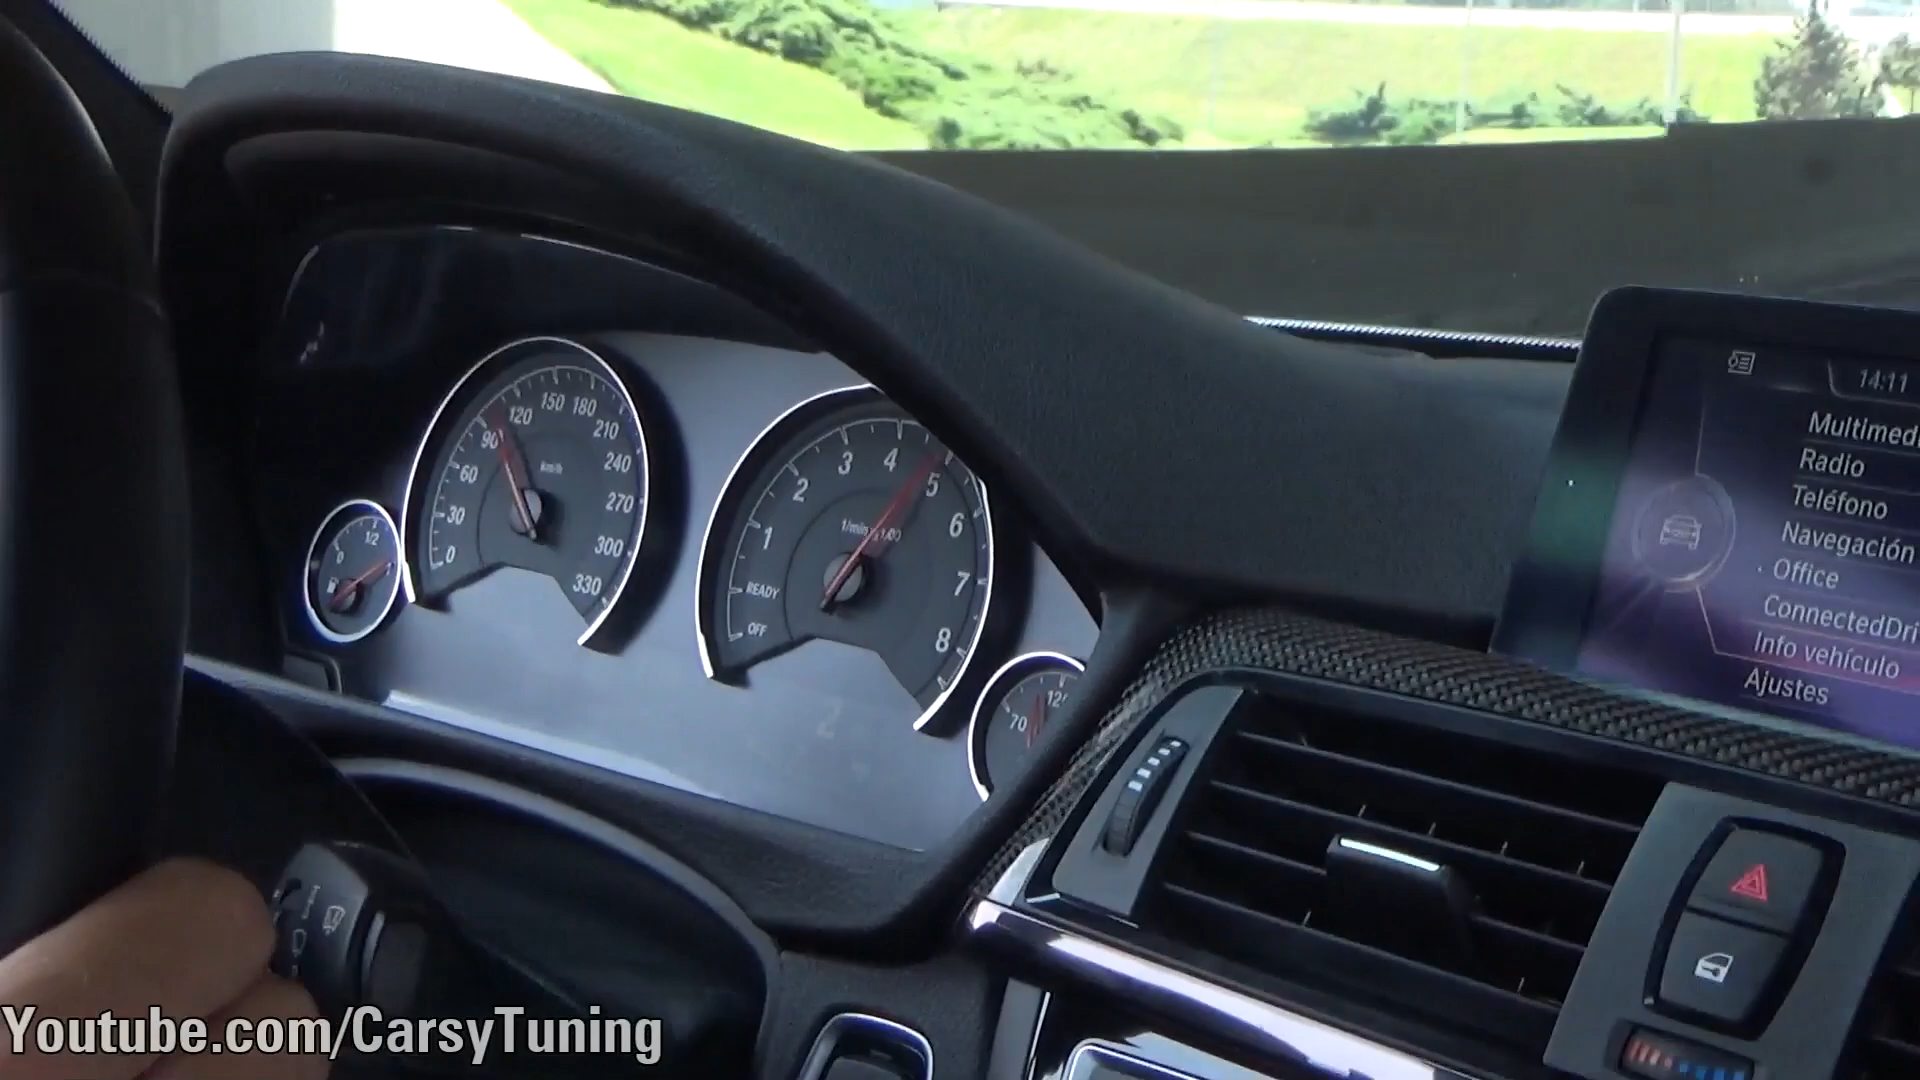 14:11
Multimed
Radio
Teléfono
Navegación
Office
ConnectedDri
Info vehículo
Ajustes
0
30
60
90
120
150
180
210
240
270
300
330
km/h
0
1/2
OFF
READY
1
2
3
4
5
6
7
8
2
70
12
Youtube.com/CarsyTuning